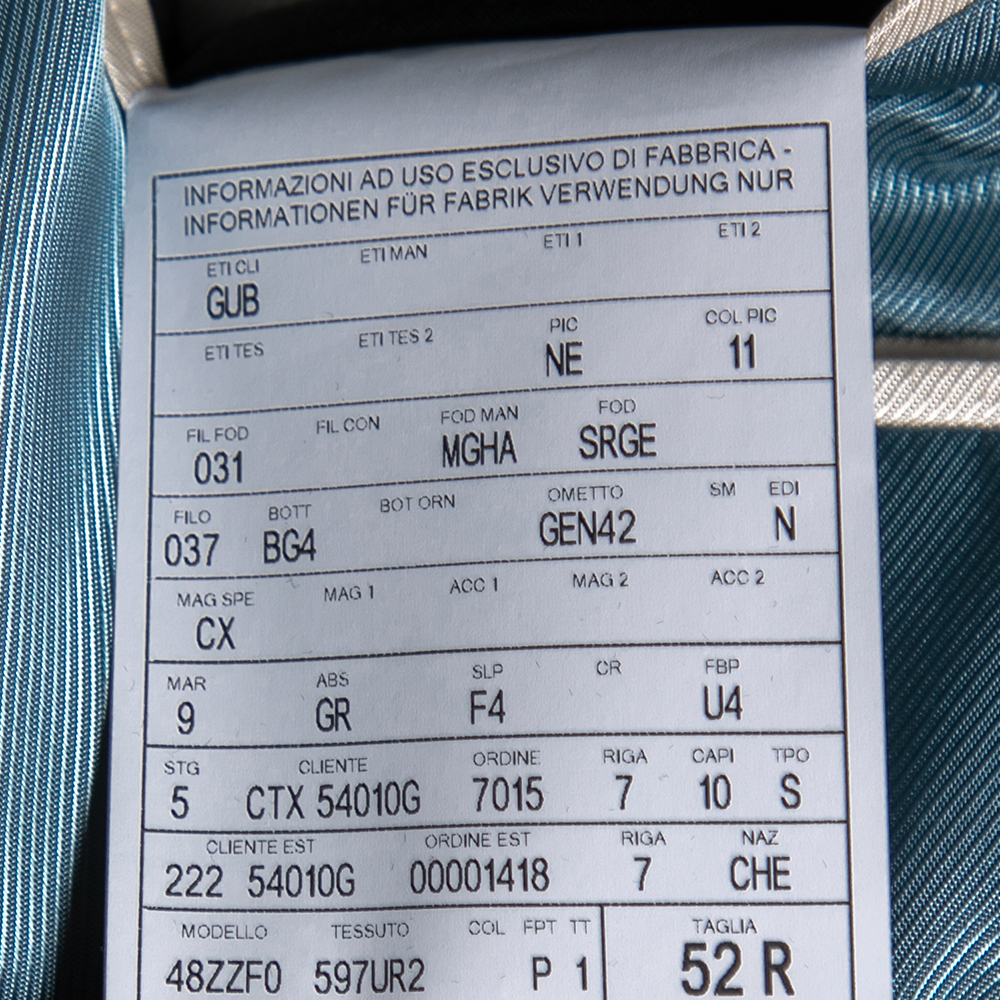 INFORMAZIONI AD USO ESCLUSIVO DI FABBRICA -
INFORMATIONEN FÜR FABRIK VERWENDUNG NUR
ETI CLI ETI MAN ETI 1 ETI 2
GUB
ETI TES ETI TES 2 PIC COL PIC
NE 11
FIL FOD FIL CON FOD MAN FOD
031 MGHA SRGE
FILO BOTT BOT ORN OMETTO SM EDI
037 BG4 GEN42 N
MAG SPE MAG 1 ACC 1 MAG 2 ACC 2
CX
MAR ABS SLP CR FBP
9 GR F4 U4
STG CLIENTE ORDINE RIGA CAPI TPO
5 CTX 54010G 7015 7 10 S
CLIENTE EST ORDINE EST RIGA NAZ
222 54010G 00001418 7 CHE
MODELLO TESSUTO COL FPT TT TAGLIA
48ZZF0 597UR2 P 1 52 R